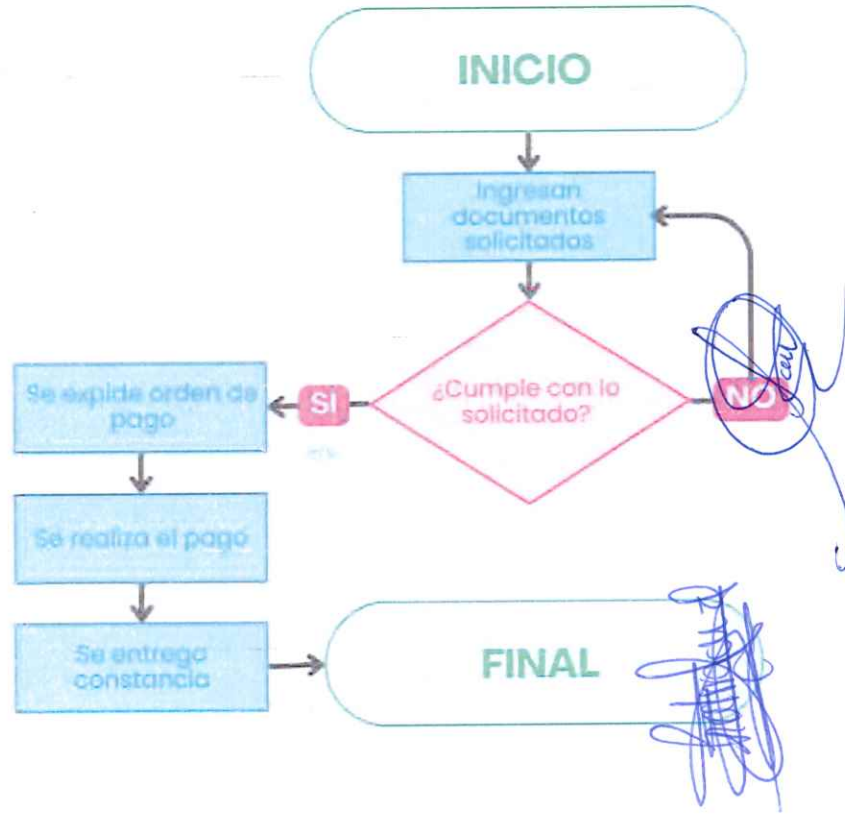 INICIO
Ingresan
documentos
solicitados
¿Cumple con lo
solicitado?
SI
NO
Se expide orden de
pago
Se realiza el pago
Se entrega
constancia
FINAL